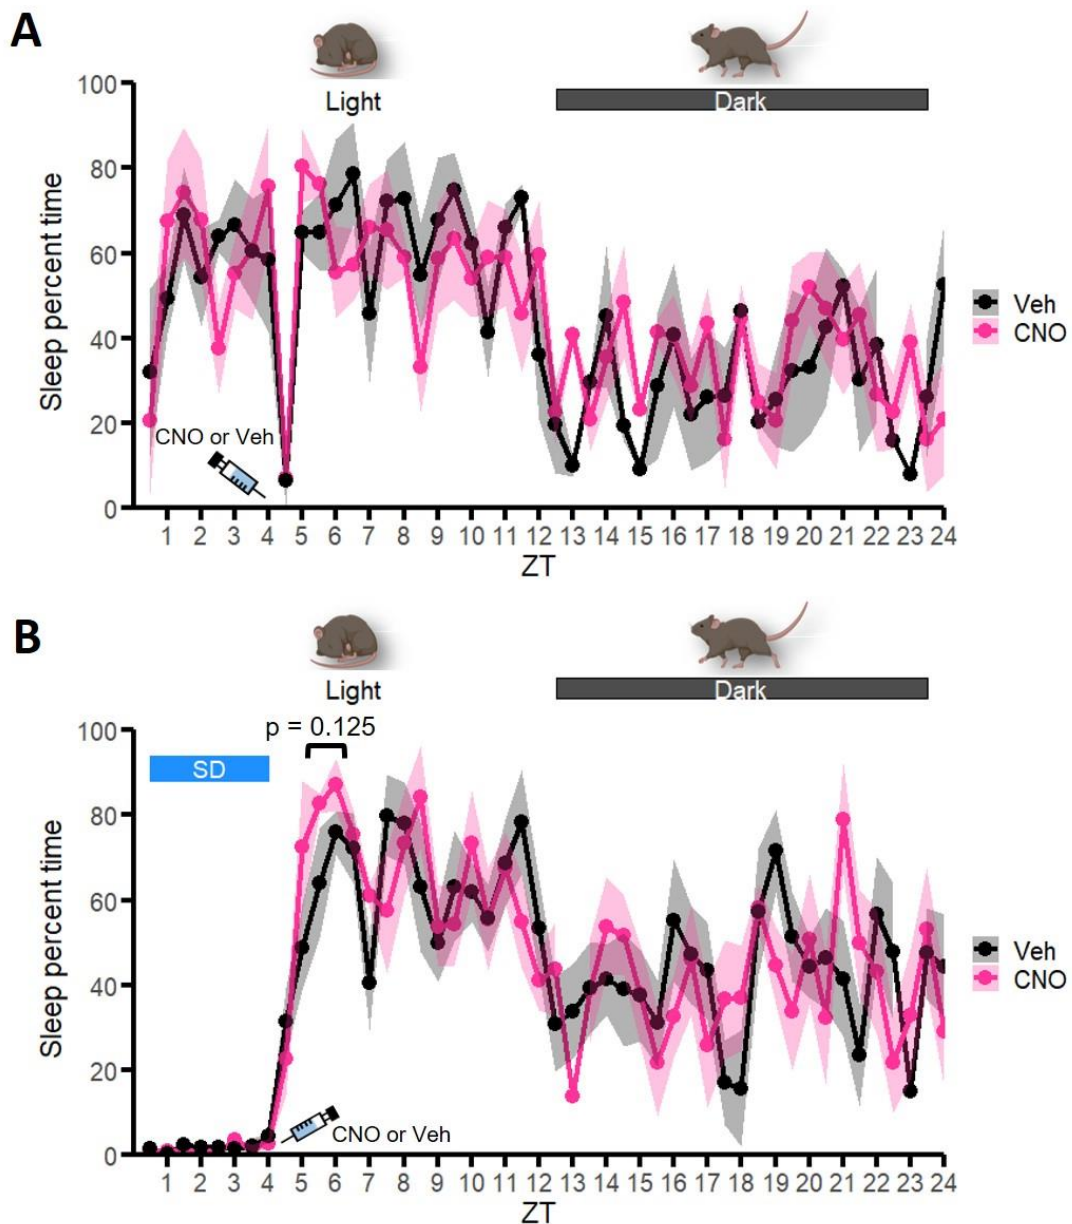 A
Light
Dark
100
80
60
40
20
0
Sleep percent time
CNO or Veh
1 2 3 4 5 6 7 8 9 10 11 12 13 14 15 16 17 18 19 20 21 22 23 24
ZT
Veh
CNO
B
Light
Dark
p = 0.125
SD
100
80
60
40
20
0
Sleep percent time
CNO or Veh
1 2 3 4 5 6 7 8 9 10 11 12 13 14 15 16 17 18 19 20 21 22 23 24
ZT
Veh
CNO